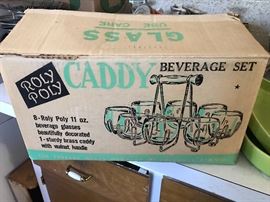 GLASS
USE CARE
ROLY
POLY
CADDY
BEVERAGE SET
8-Roly Poly 11 oz.
beverage glasses
beautifully decorated
1-sturdy brass caddy
with walnut handle